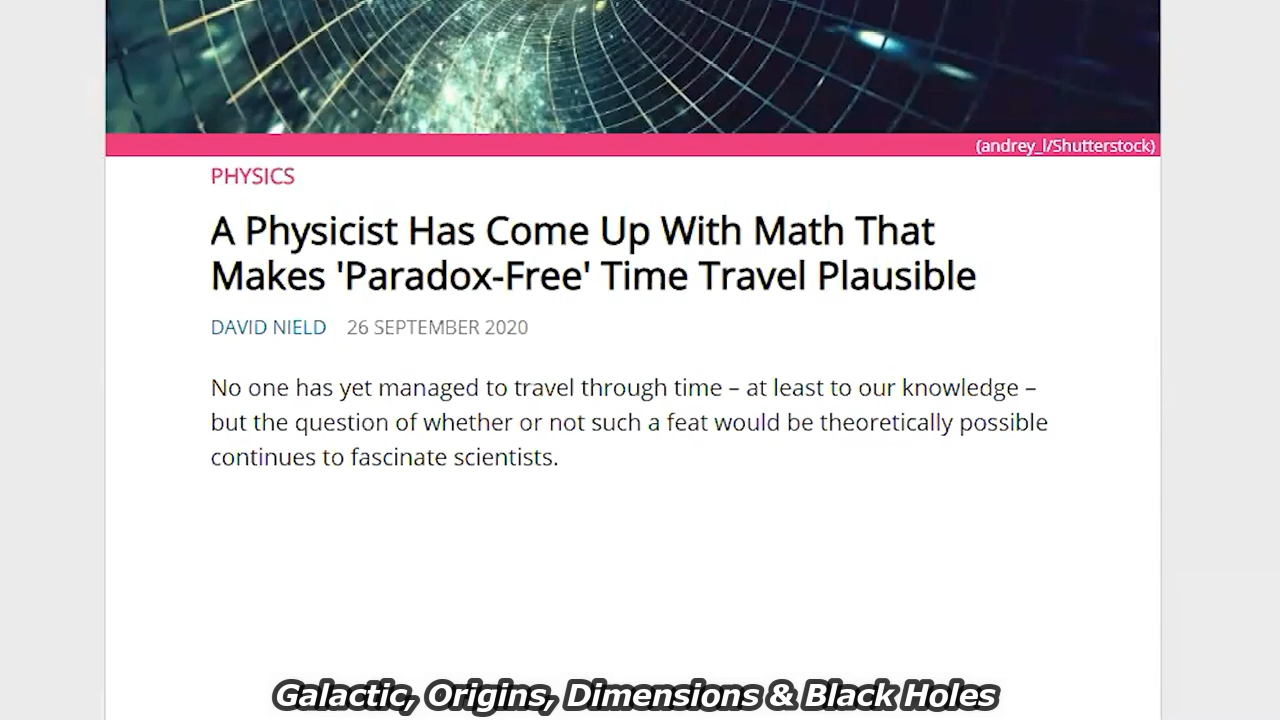 (andrey_l/Shutterstock)
PHYSICS
A Physicist Has Come Up With Math That
Makes 'Paradox-Free' Time Travel Plausible
DAVID NIELD 26 SEPTEMBER 2020
No one has yet managed to travel through time – at least to our knowledge –
but the question of whether or not such a feat would be theoretically possible
continues to fascinate scientists.
Galactic, Origins, Dimensions & Black Holes